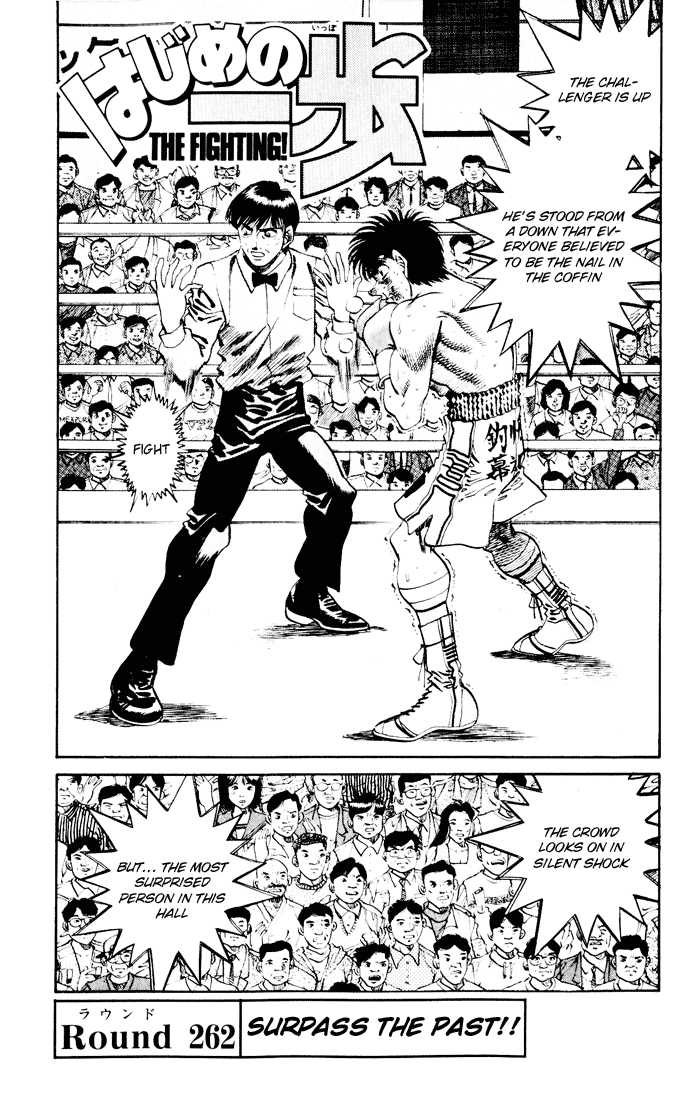 いっぽ
はじめの一歩
THE FIGHTING!
THE CHAL-
LENGER IS UP
HE'S STOOD FROM
A DOWN THAT EV-
ERYONE BELIEVED
TO BE THE NAIL IN
THE COFFIN
FIGHT
釣
幕
THE CROWD
LOOKS ON IN
SILENT SHOCK
BUT... THE MOST
SURPRISED
PERSON IN THIS
HALL
ラウンド
Round 262
SURPASS THE PAST!!